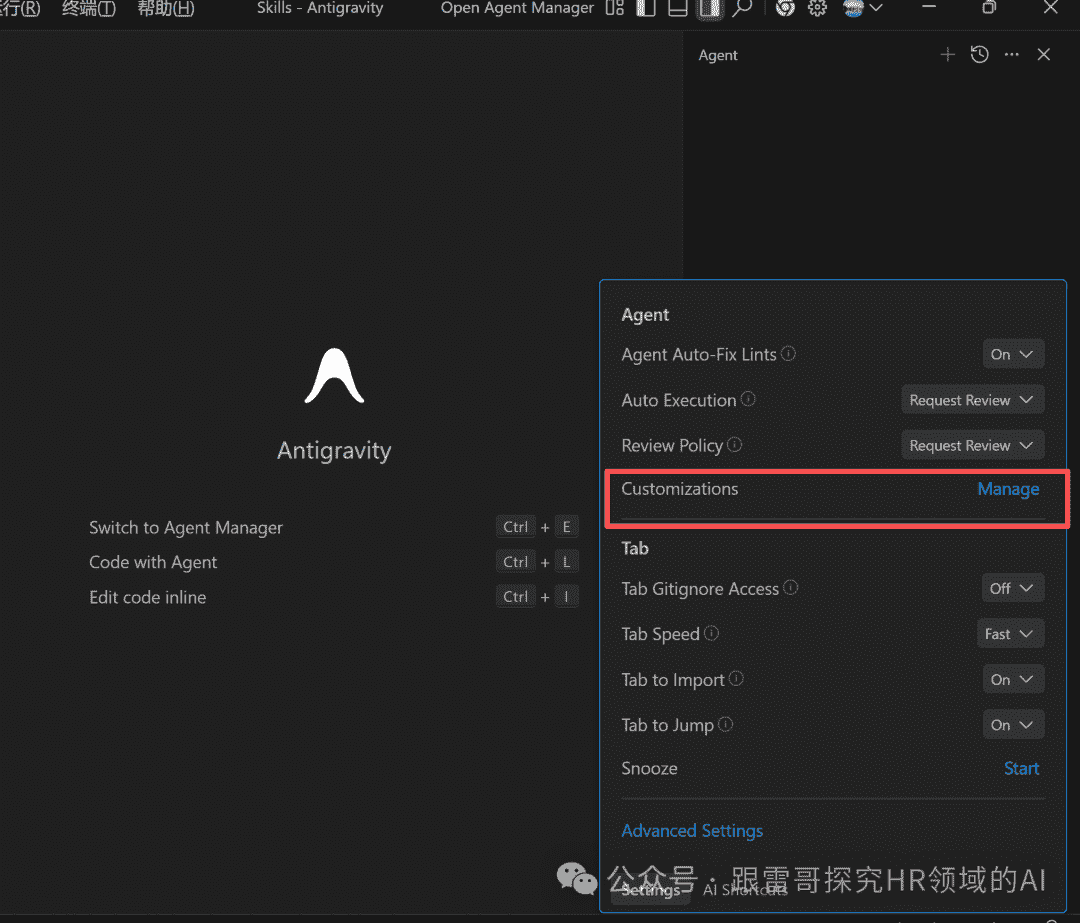 行(R) 终端(T) 帮助(H) Skills - Antigravity Open Agent Manager
Agent
Agent
Agent Auto-Fix Lints On
Auto Execution Request Review
Review Policy Request Review
Customizations Manage
Antigravity
Switch to Agent Manager Ctrl + E
Code with Agent Ctrl + L
Edit code inline Ctrl + I
Tab
Tab Gitignore Access Off
Tab Speed Fast
Tab to Import On
Tab to Jump On
Snooze Start
Advanced Settings
Settings AI Shortcuts
公众号 · 跟雷哥探究HR领域的AI